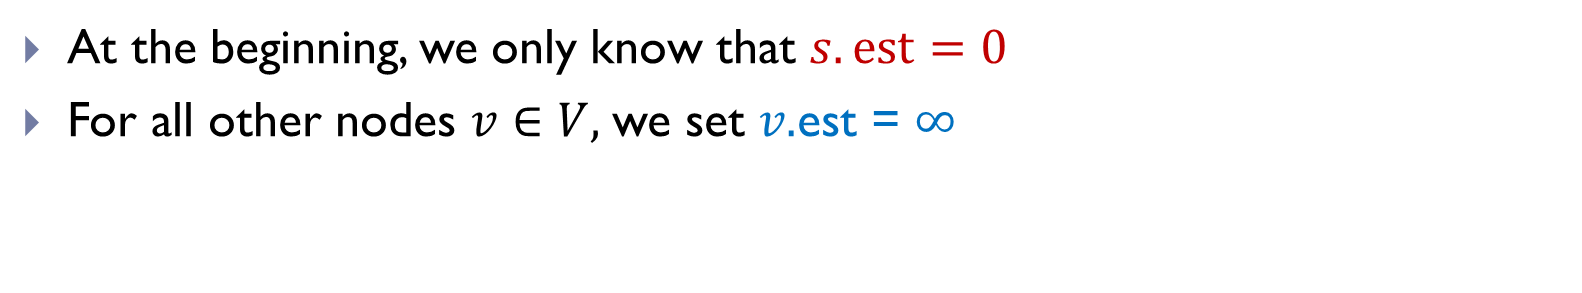 At the beginning, we only know that s. est = 0
For all other nodes v ∈ V, we set v.est = ∞